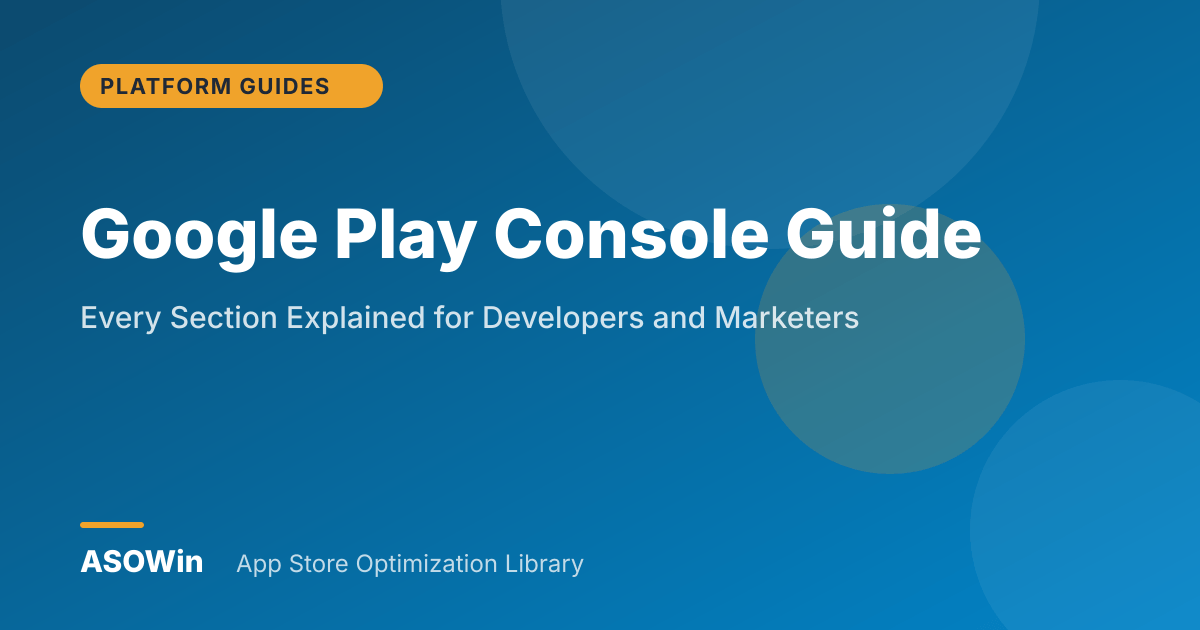 PLATFORM GUIDES
Google Play Console Guide
Every Section Explained for Developers and Marketers
ASOWin App Store Optimization Library